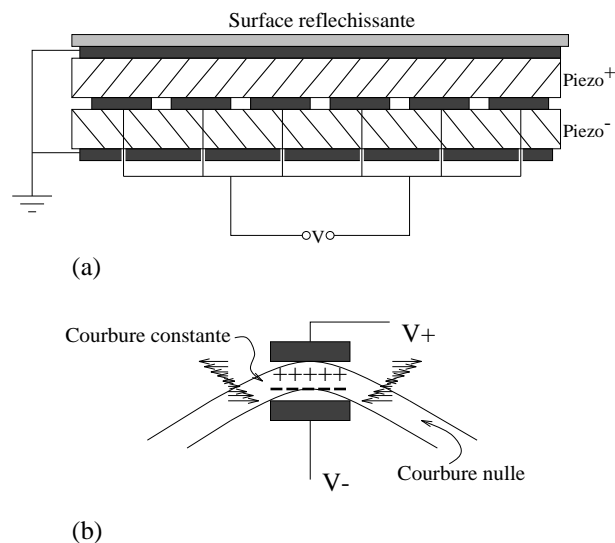 Surface reflechissante
Piezo+
Piezo-
V
(a)
Courbure constante
V+
+++++
V-
Courbure nulle
(b)